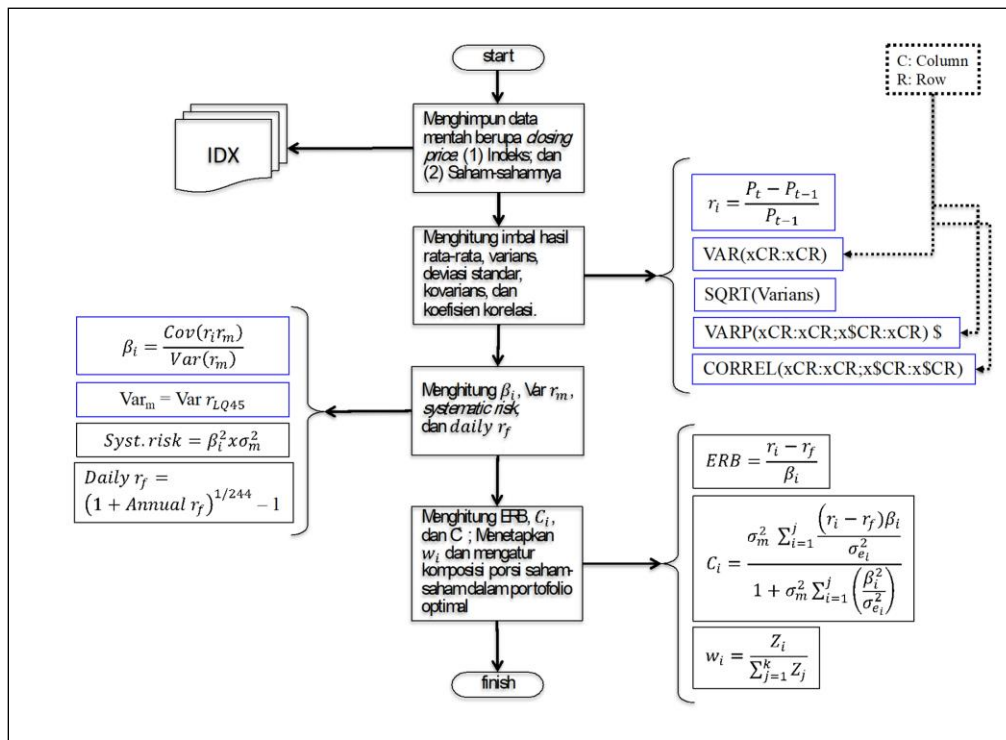 start
C: Column
R: Row
IDX
Menghimpun data
mentah berupa closing
price: (1) Indeks; dan
(2) Saham-sahamnya
r_i = (P_t − P_{t−1}) / P_{t−1}
Menghitung imbal hasil
rata-rata, varians,
deviasi standar,
kovarians, dan
koefisien korelasi.
VAR(xCR:xCR)
SQRT(Varians)
VARP(xCR:xCR;x$CR:xCR) $
CORREL(xCR:xCR;x$CR:x$CR)
β_i = Cov(r_i r_m) / Var(r_m)
Var_m = Var r_{LQ45}
Syst.risk = β_i^2 x σ_m^2
Daily r_f =
(1 + Annual r_f)^{1/244} – 1
Menghitung β_i, Var r_m,
systematic risk,
dan daily r_f
Menghitung ERB, C_i,
dan C ; Menetapkan
w_i dan mengatur
komposisi porsi saham-
saham dalam portofolio
optimal
ERB = (r_i − r_f) / β_i
C_i = (σ_m^2 ∑_{i=1}^{j} ((r_i − r_f)β_i / σ_{e_i}^2)) / (1 + σ_m^2 ∑_{i=1}^{j} (β_i^2 / σ_{e_i}^2))
w_i = Z_i / ∑_{j=1}^{k} Z_j
finish